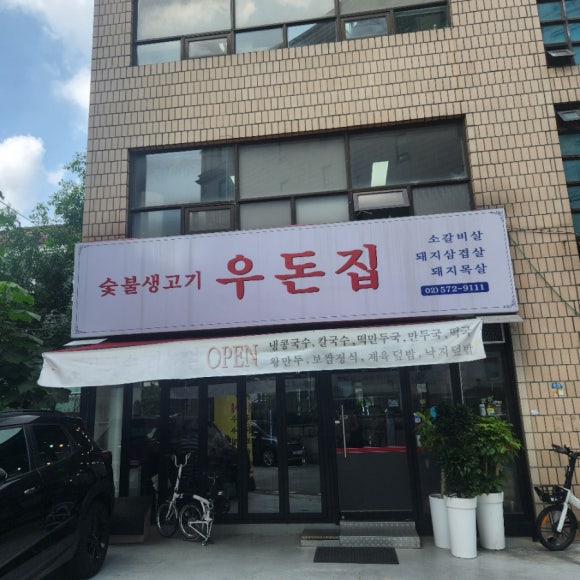 숯불생고기 우돈집
소갈비살
돼지삼겹살
돼지목살
02) 572-9111
OPEN
냉콩국수, 칼국수, 떡만두국, 만두국, 떡국
왕만두, 보쌈정식, 제육덮밥, 낙지덮밥